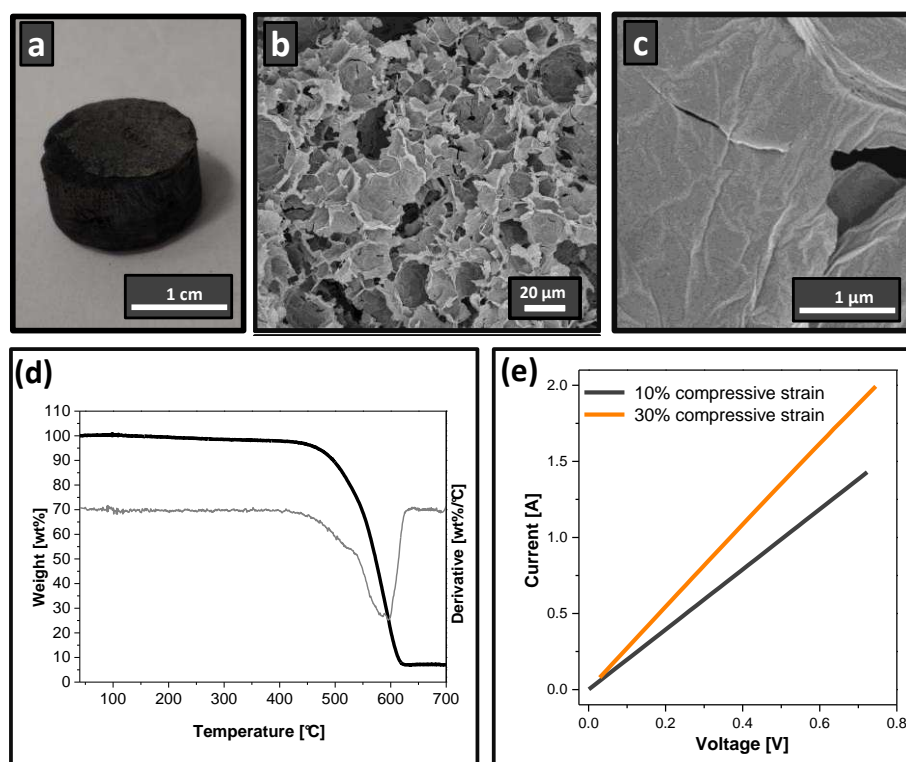 a
1 cm
b
20 µm
c
1 µm
(d)
110
100
90
80
70
60
50
40
30
20
10
0
Weight [wt%]
Derivative [wt%/°C]
100 200 300 400 500 600 700
Temperature [°C]
(e)
10% compressive strain
30% compressive strain
2.0
1.5
1.0
0.5
0.0
Current [A]
0.0 0.2 0.4 0.6 0.8
Voltage [V]